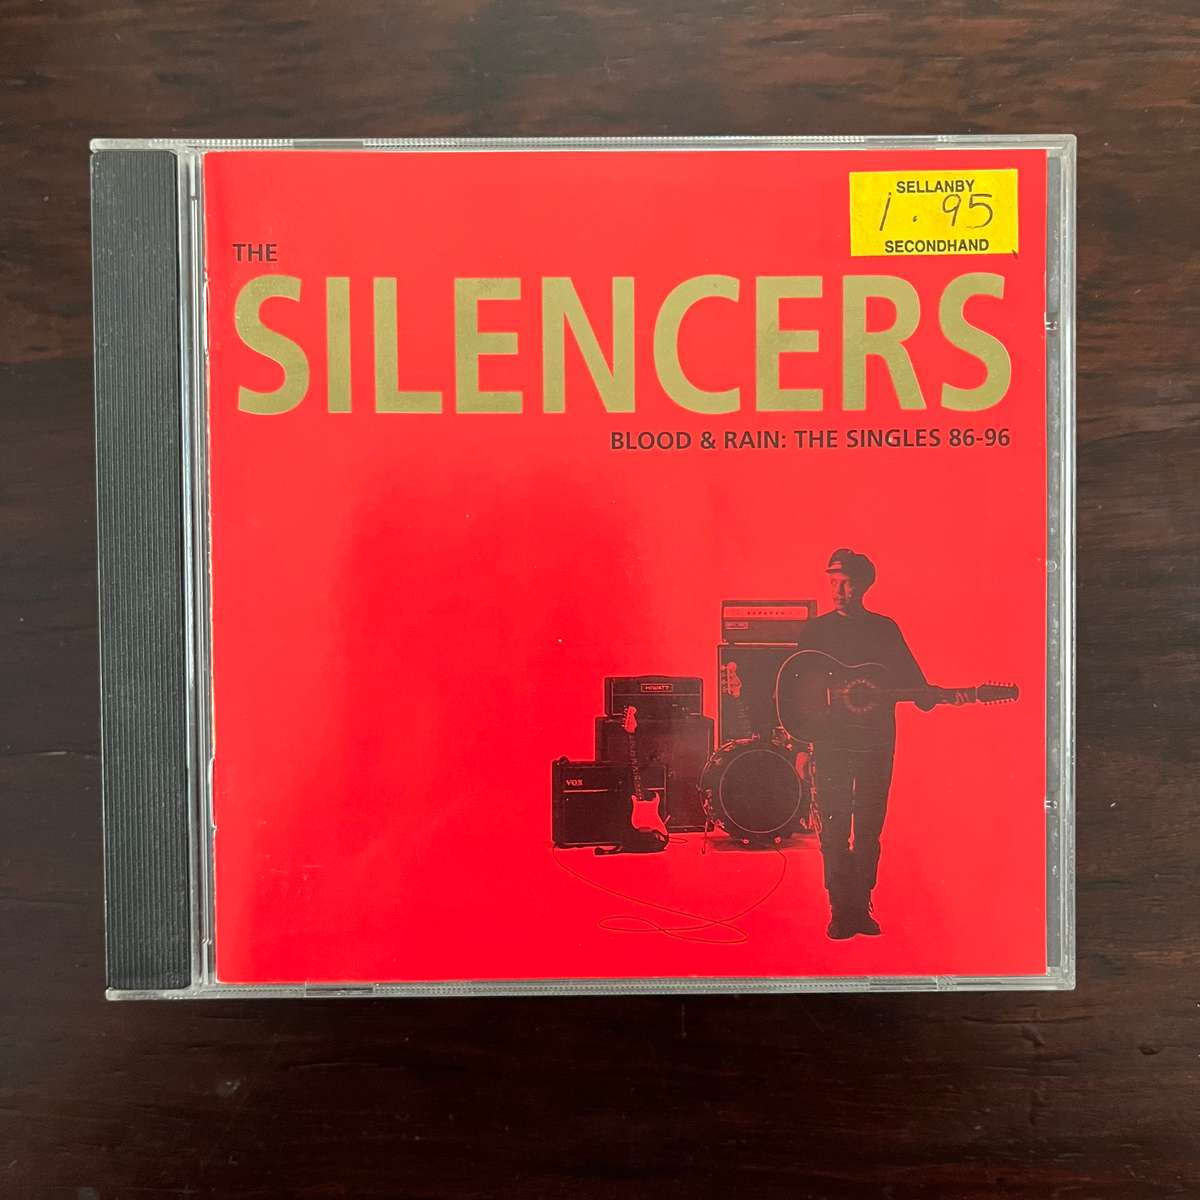 SELLANBY
1.95
SECONDHAND
THE
SILENCERS
BLOOD & RAIN: THE SINGLES 86-96
HIWATT
VOX